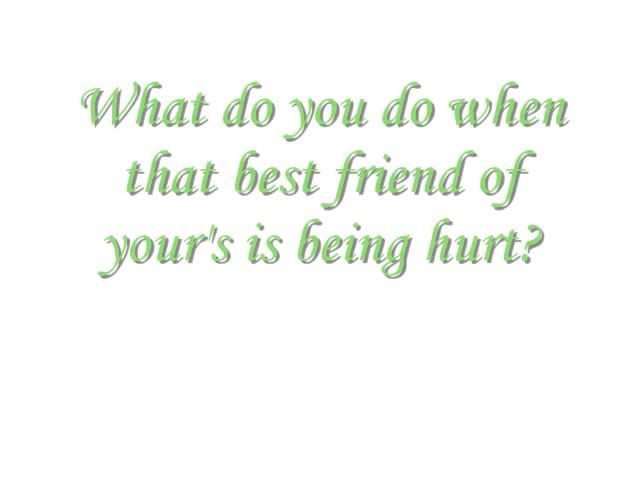 What do you do when
that best friend of
your's is being hurt?